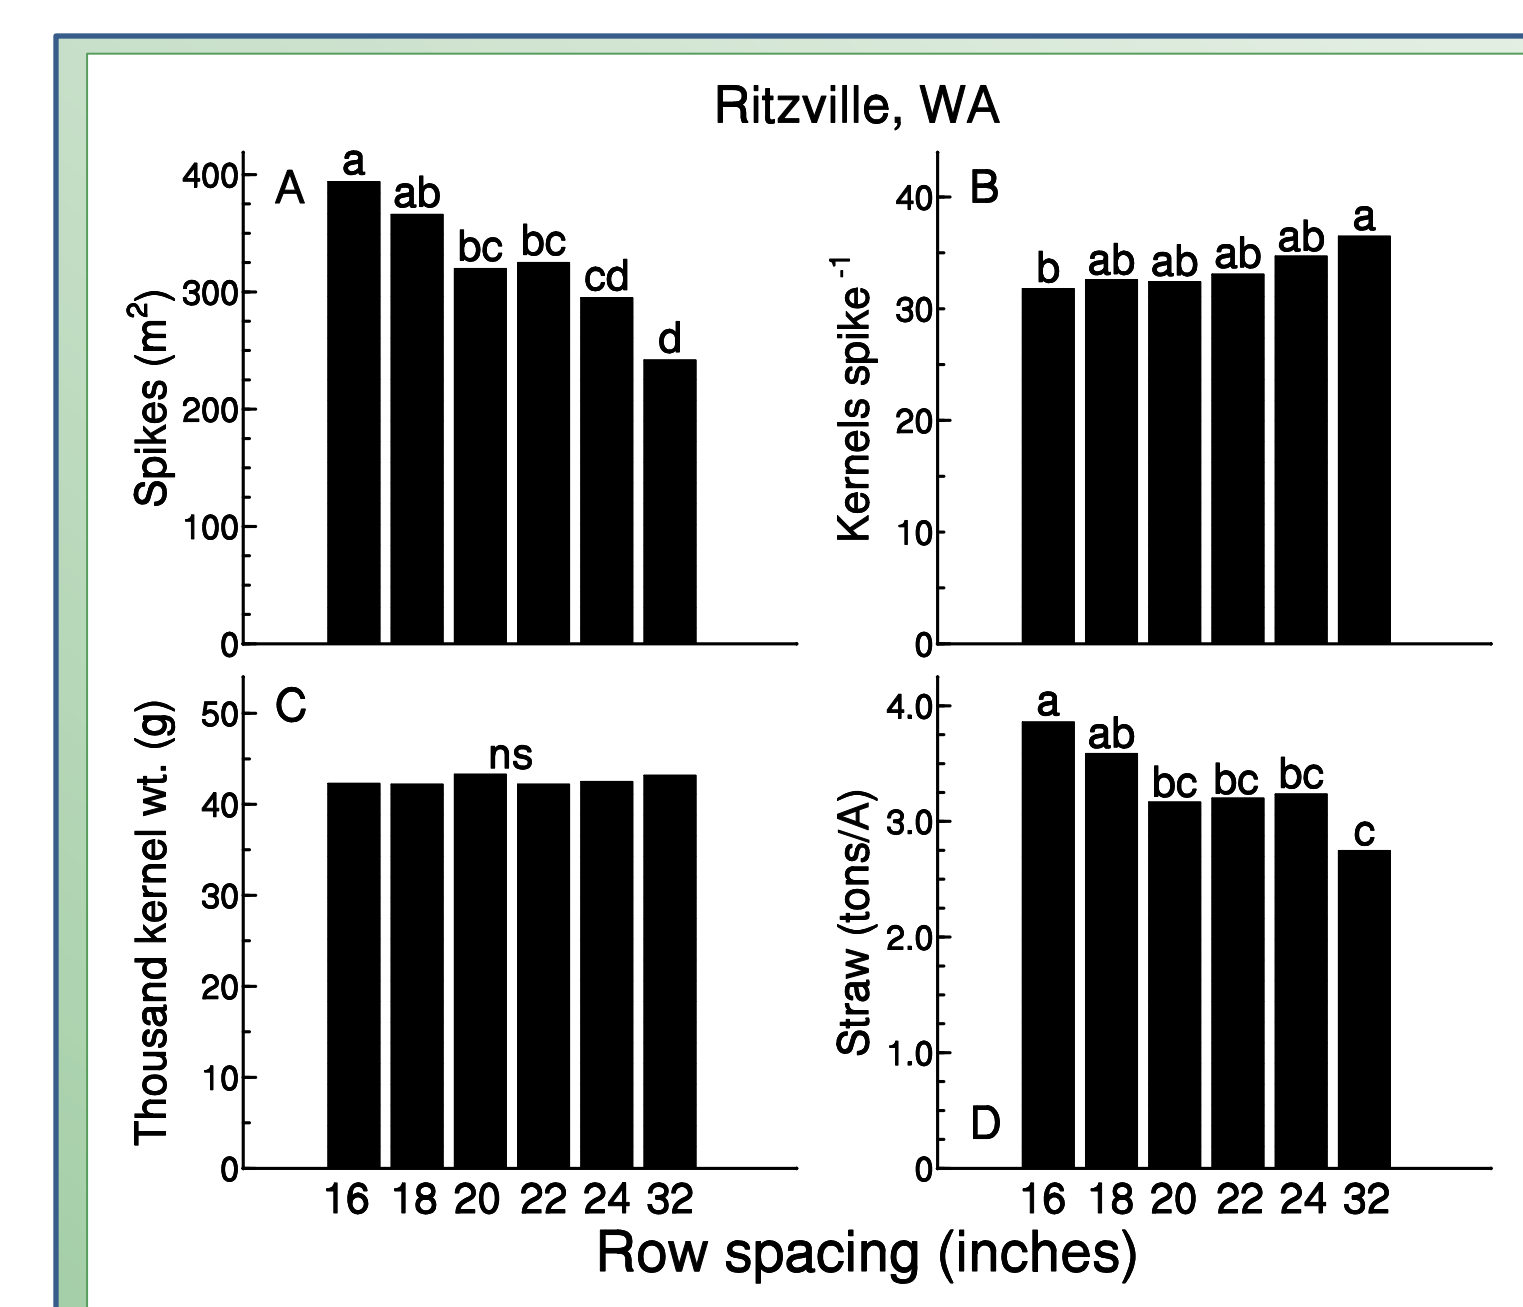 Ritzville, WA
A
Spikes (m²)
400
300
200
100
0
a
ab
bc
bc
cd
d
B
Kernels spike⁻¹
40
30
20
10
0
b
ab
ab
ab
ab
a
C
Thousand kernel wt. (g)
50
40
30
20
10
0
ns
16 18 20 22 24 32
D
Straw (tons/A)
4.0
3.0
2.0
1.0
0
a
ab
bc
bc
bc
c
16 18 20 22 24 32
Row spacing (inches)